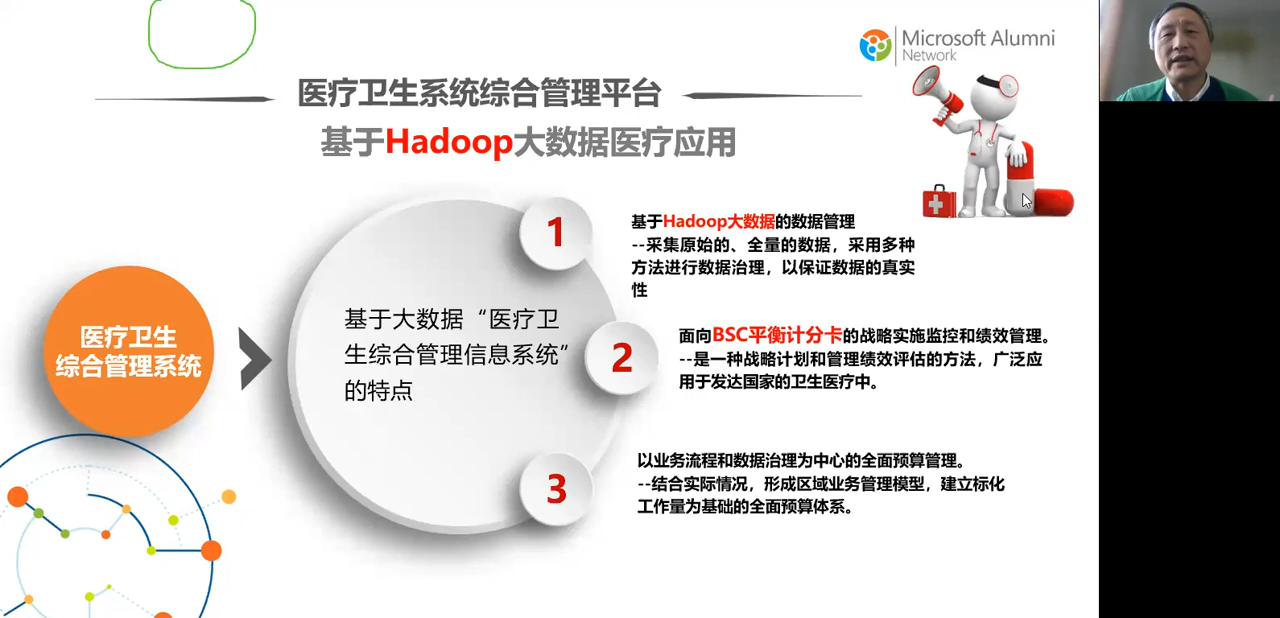 Microsoft Alumni
Network
医疗卫生系统综合管理平台
基于Hadoop大数据医疗应用
医疗卫生
综合管理系统
基于大数据“医疗卫
生综合管理信息系统”
的特点
1
基于Hadoop大数据的数据管理
--采集原始的、全量的数据，采用多种
方法进行数据治理，以保证数据的真实
性
2
面向BSC平衡计分卡的战略实施监控和绩效管理。
--是一种战略计划和管理绩效评估的方法，广泛应
用于发达国家的卫生医疗中。
3
以业务流程和数据治理为中心的全面预算管理。
--结合实际情况，形成区域业务管理模型，建立标化
工作量为基础的全面预算体系。